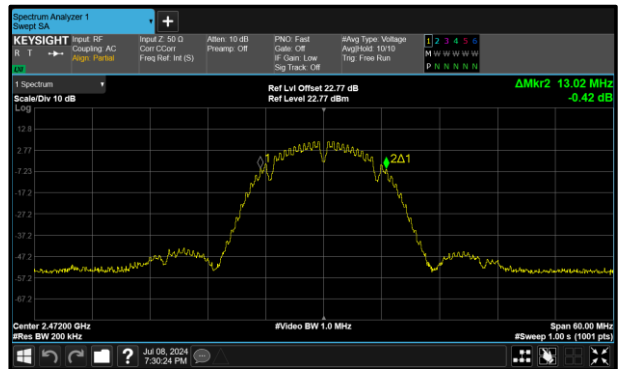 Spectrum Analyzer 1
Swept SA
+
KEYSIGHT
R T
LW
Input: RF
Coupling: AC
Align: Partial
Input Z: 50 Ω
Corr CCorr
Freq Ref: Int (S)
Atten: 10 dB
Preamp: Off
PNO: Fast
Gate: Off
IF Gain: Low
Sig Track: Off
#Avg Type: Voltage
Avg|Hold: 10/10
Trig: Free Run
1 2 3 4 5 6
M W W W W W
P N N N N N
1 Spectrum
Scale/Div 10 dB
Log
Ref Lvl Offset 22.77 dB
Ref Level 22.77 dBm
ΔMkr2 13.02 MHz
-0.42 dB
12.8
2.77
-7.23
-17.2
-27.2
-37.2
-47.2
-57.2
-67.2
1
2Δ1
Center 2.47200 GHz
#Res BW 200 kHz
#Video BW 1.0 MHz
Span 60.00 MHz
#Sweep 1.00 s (1001 pts)
?
Jul 08, 2024
7:30:24 PM